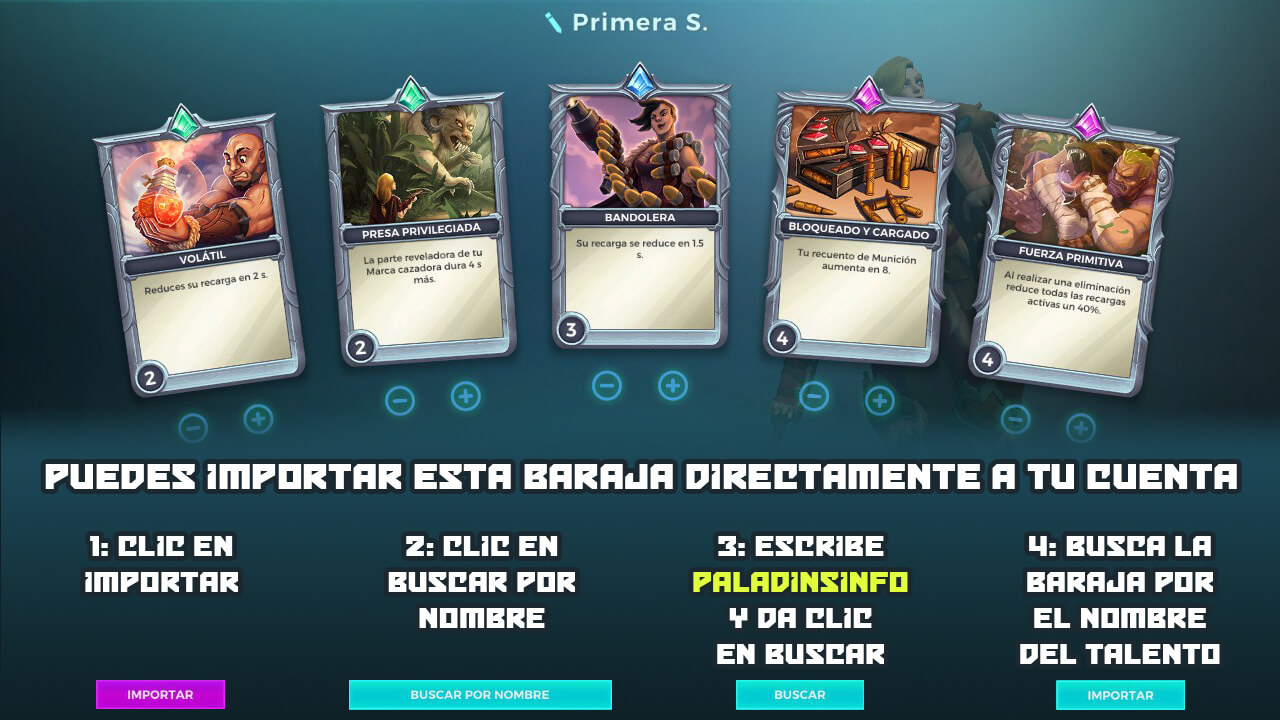 Primera S.
VOLÁTIL
Reduces su recarga en 2 s.
2
PRESA PRIVILEGIADA
La parte reveladora de tu
Marca cazadora dura 4 s
más.
2
BANDOLERA
Su recarga se reduce en 1.5
s.
3
BLOQUEADO Y CARGADO
Tu recuento de Munición
aumenta en 8.
4
FUERZA PRIMITIVA
Al realizar una eliminación
reduce todas las recargas
activas un 40%.
4
PUEDES IMPORTAR ESTA BARAJA DIRECTAMENTE A TU CUENTA
1: CLIC EN
IMPORTAR
IMPORTAR
2: CLIC EN
BUSCAR POR
NOMBRE
BUSCAR POR NOMBRE
3: ESCRIBE
PALADINSINFO
Y DA CLIC
EN BUSCAR
BUSCAR
4: BUSCA LA
BARAJA POR
EL NOMBRE
DEL TALENTO
IMPORTAR